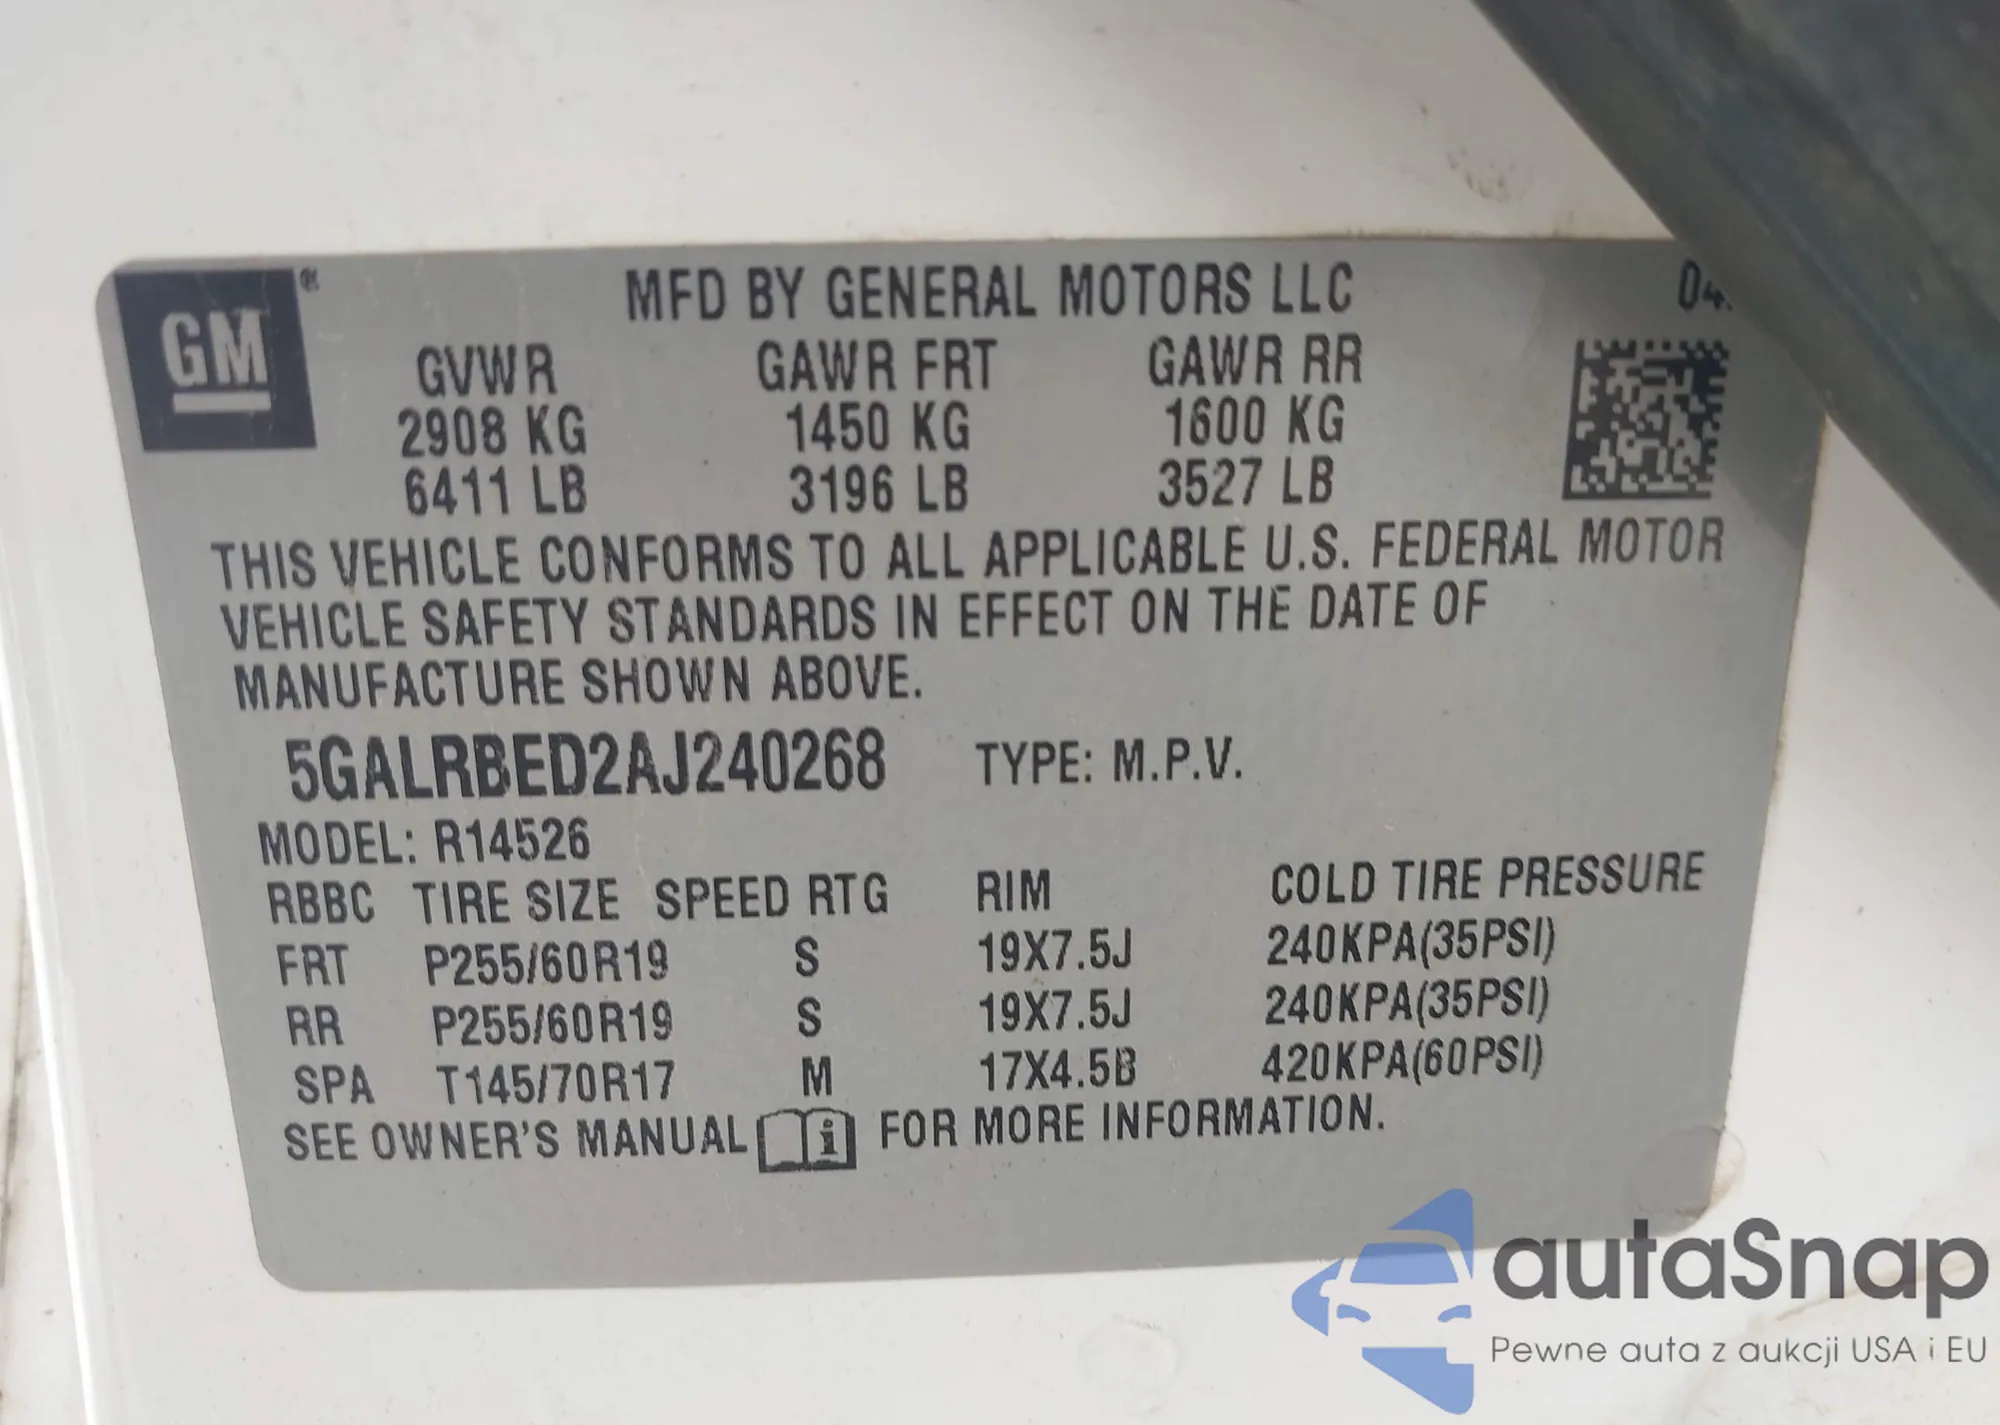 GM®
MFD BY GENERAL MOTORS LLC 04
GVWR GAWR FRT GAWR RR
2908 KG 1450 KG 1600 KG
6411 LB 3196 LB 3527 LB
THIS VEHICLE CONFORMS TO ALL APPLICABLE U.S. FEDERAL MOTOR
VEHICLE SAFETY STANDARDS IN EFFECT ON THE DATE OF
MANUFACTURE SHOWN ABOVE.
5GALRBED2AJ240268 TYPE: M.P.V.
MODEL: R14526
RBBC TIRE SIZE SPEED RTG RIM COLD TIRE PRESSURE
FRT P255/60R19 S 19X7.5J 240KPA(35PSI)
RR P255/60R19 S 19X7.5J 240KPA(35PSI)
SPA T145/70R17 M 17X4.5B 420KPA(60PSI)
SEE OWNER'S MANUAL i FOR MORE INFORMATION.
autaSnap
Pewne auta z aukcji USA i EU